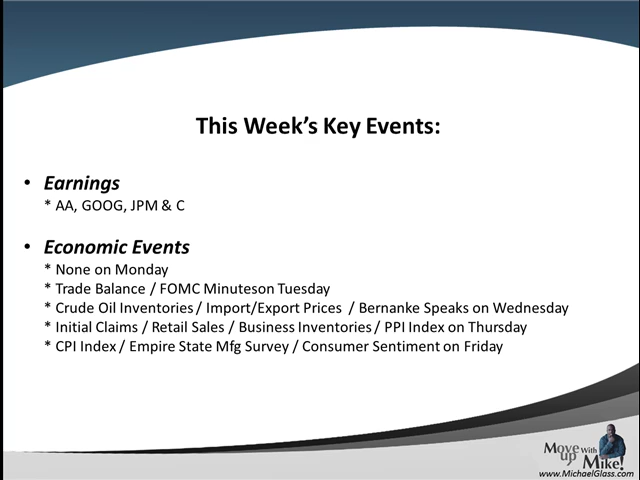 This Week's Key Events:
• Earnings
* AA, GOOG, JPM & C
• Economic Events
* None on Monday
* Trade Balance / FOMC Minuteson Tuesday
* Crude Oil Inventories / Import/Export Prices / Bernanke Speaks on Wednesday
* Initial Claims / Retail Sales / Business Inventories / PPI Index on Thursday
* CPI Index / Empire State Mfg Survey / Consumer Sentiment on Friday
Move up With Mike!
www.MichaelGlass.com